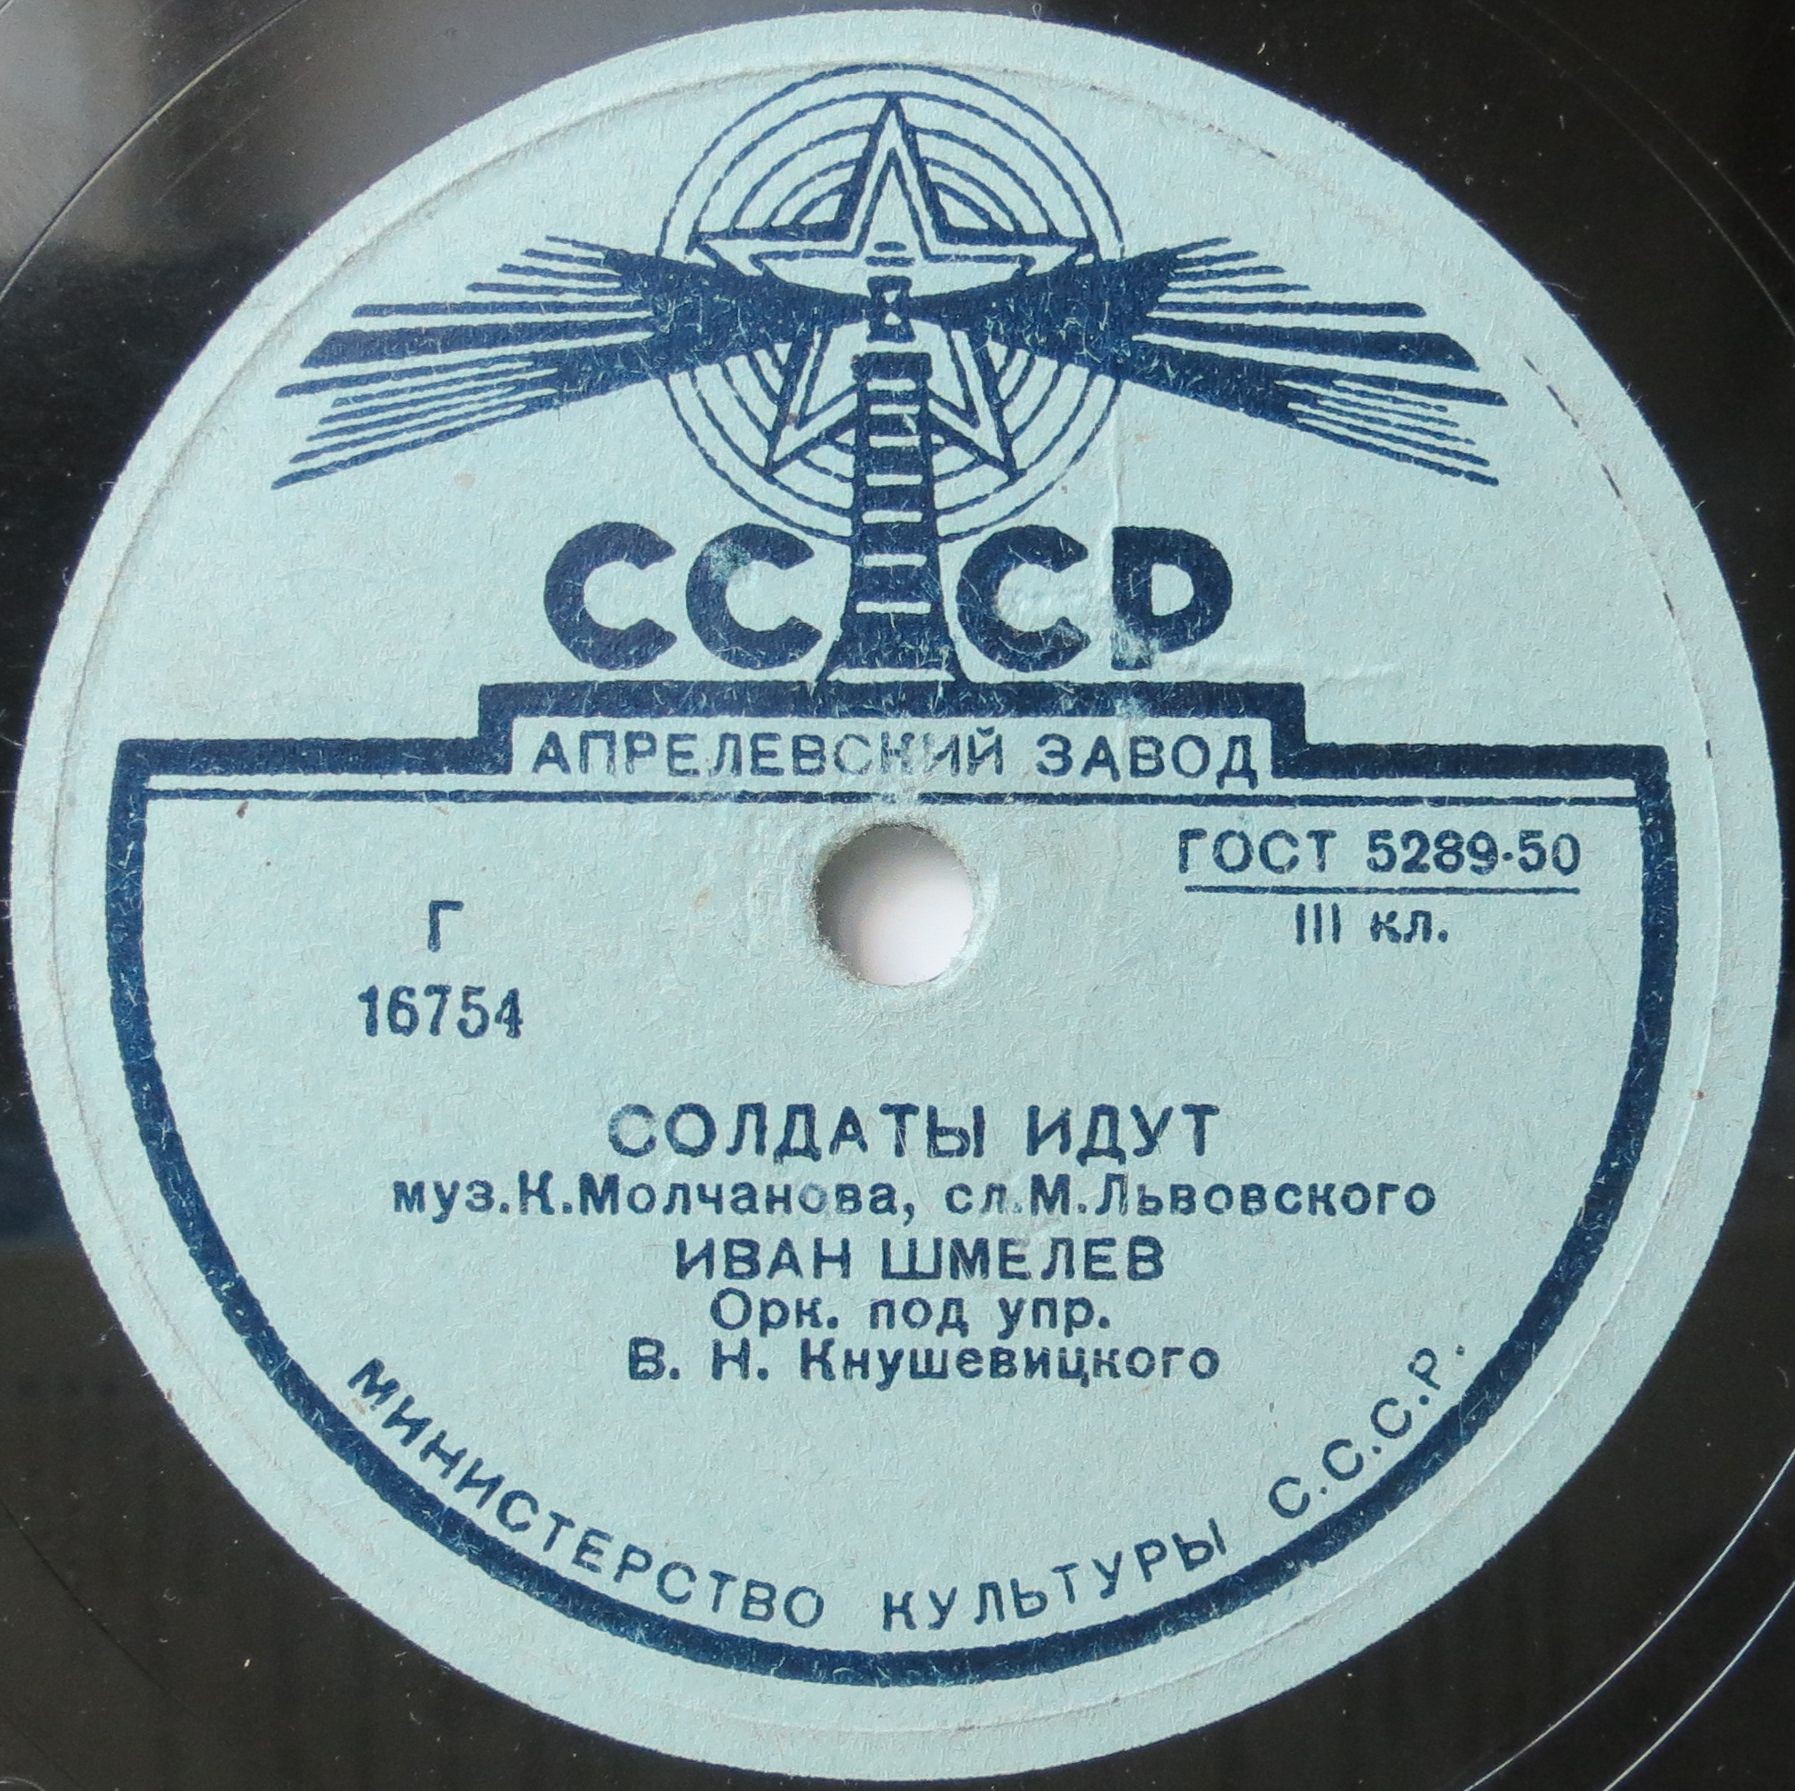 СССР
АПРЕЛЕВСКИЙ ЗАВОД
ГОСТ 5289-50
III кл.
Г
16754
СОЛДАТЫ ИДУТ
муз.К.Молчанова, сл.М.Львовского
ИВАН ШМЕЛЕВ
Орк. под упр.
В. Н. Кнушевицкого
МИНИСТЕРСТВО КУЛЬТУРЫ С.С.С.Р.